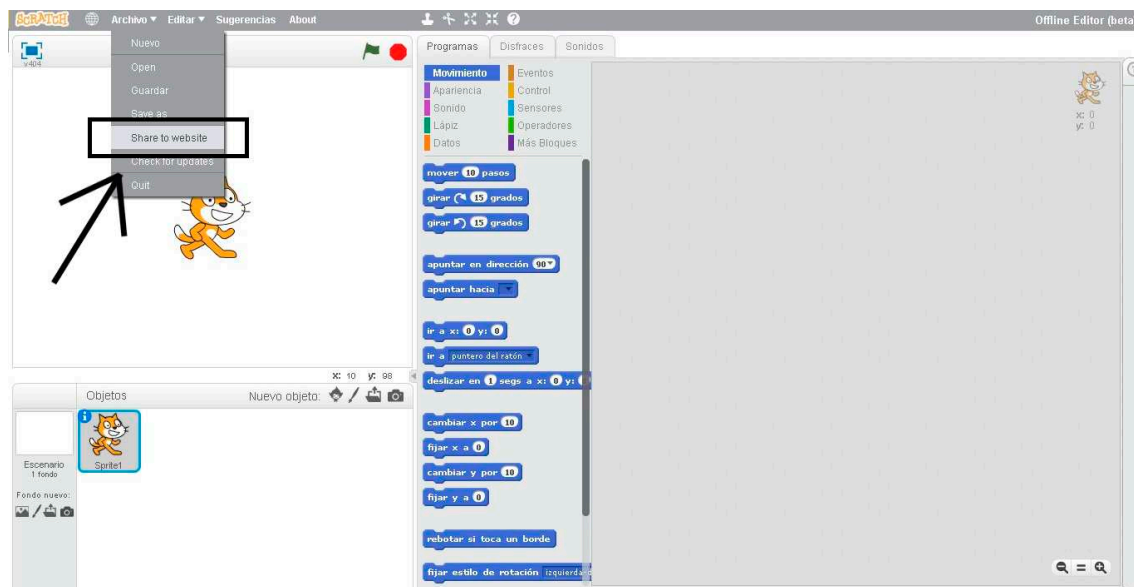 SCRATCH Archivo Editar Sugerencias About Offline Editor (beta
Nuevo
Open
Guardar
Save as
Share to website
Check for updates
Quit
v404
Programas Disfraces Sonidos
Movimiento Eventos
Apariencia Control
Sonido Sensores
Lápiz Operadores
Datos Más Bloques
x: 0
y: 0
mover 10 pasos
girar 15 grados
girar 15 grados
apuntar en dirección 90
apuntar hacia
ir a x: 0 y: 0
ir a puntero del ratón
deslizar en 1 segs a x: 0 y:
cambiar x por 10
fijar x a 0
cambiar y por 10
fijar y a 0
rebotar si toca un borde
fijar estilo de rotación izquierda-
x: 10 y: 98
Objetos Nuevo objeto:
Sprite1
Escenario
1 fondo
Fondo nuevo: